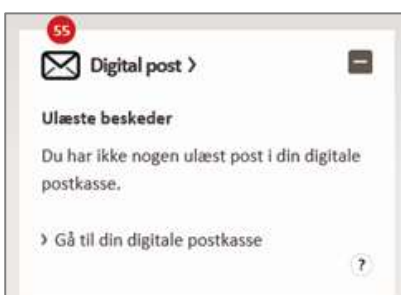 55
Digital post >
Ulæste beskeder
Du har ikke nogen ulæst post i din digitale
postkasse.
> Gå til din digitale postkasse
?